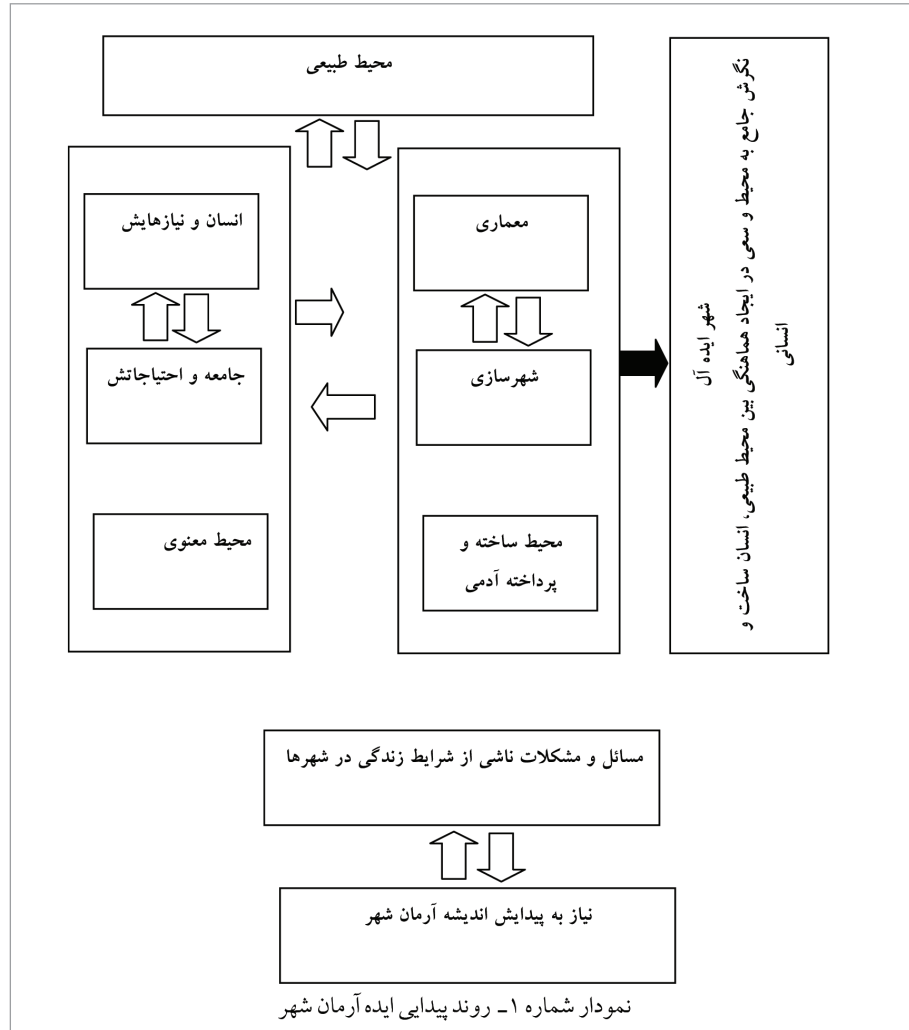 محیط طبیعی
معماری
شهرسازی
محیط ساخته و
پرداخته آدمی
انسان و نیازهایش
جامعه و احتیاجاتش
محیط معنوی
شهر ایده آل
نگرش جامع به محیط و سعی در ایجاد هماهنگی بین محیط طبیعی، انسان ساخت و
انسانی
مسائل و مشکلات ناشی از شرایط زندگی در شهرها
نیاز به پیدایش اندیشه آرمان شهر
نمودار شماره ۱ـ روند پیدایی ایده آرمان شهر